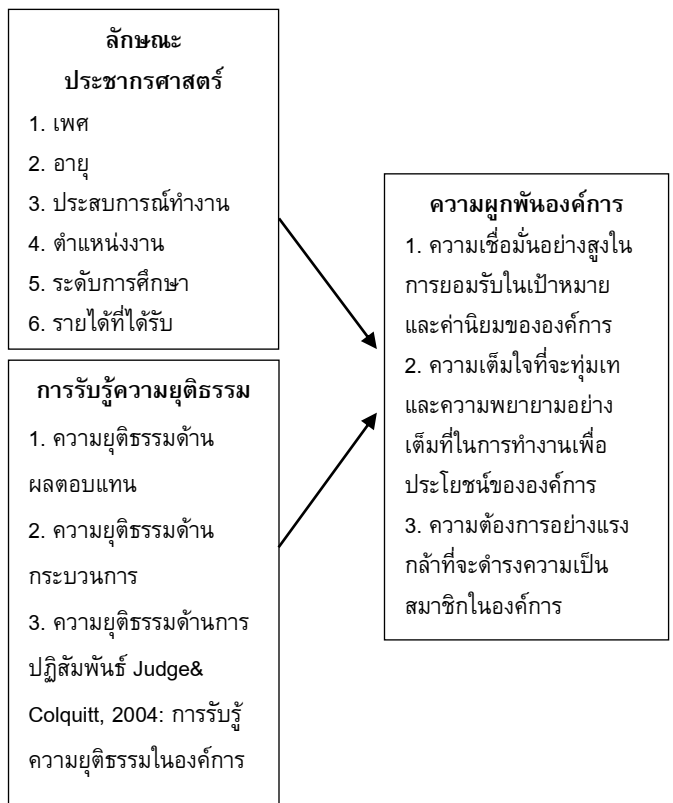 ลักษณะ
ประชากรศาสตร์
1. เพศ
2. อายุ
3. ประสบการณ์ทำงาน
4. ตำแหน่งงาน
5. ระดับการศึกษา
6. รายได้ที่ได้รับ
การรับรู้ความยุติธรรม
1. ความยุติธรรมด้าน
ผลตอบแทน
2. ความยุติธรรมด้าน
กระบวนการ
3. ความยุติธรรมด้านการ
ปฏิสัมพันธ์ Judge&
Colquitt, 2004: การรับรู้
ความยุติธรรมในองค์การ
ความผูกพันองค์การ
1. ความเชื่อมั่นอย่างสูงใน
การยอมรับในเป้าหมาย
และค่านิยมขององค์การ
2. ความเต็มใจที่จะทุ่มเท
และความพยายามอย่าง
เต็มที่ในการทำงานเพื่อ
ประโยชน์ขององค์การ
3. ความต้องการอย่างแรง
กล้าที่จะดำรงความเป็น
สมาชิกในองค์การ